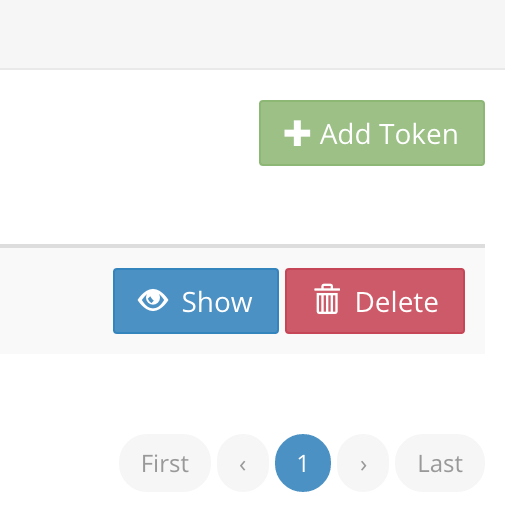 Add Token
Show Delete
First ‹ 1 › Last